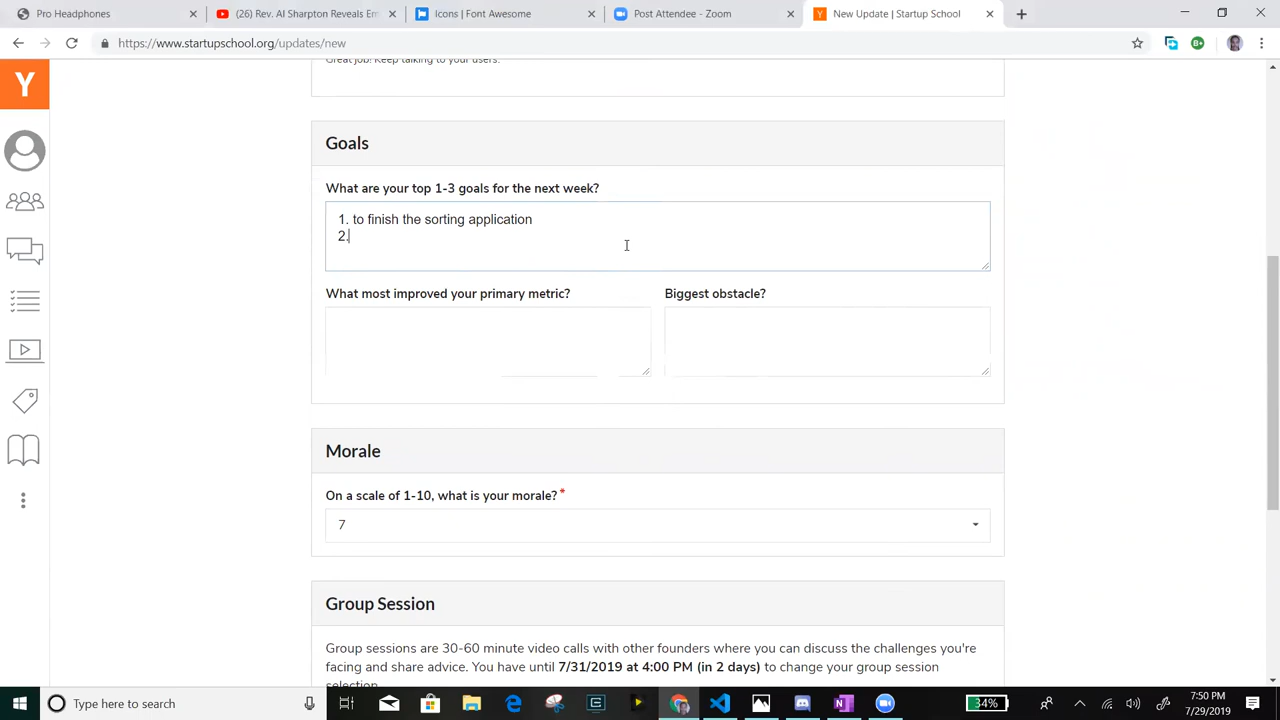 Pro Headphones
(26) Rev. Al Sharpton Reveals Em
Icons | Font Awesome
Post Attendee - Zoom
New Update | Startup School
https://www.startupschool.org/updates/new
Great job! Keep talking to your users.
Y
Goals
What are your top 1-3 goals for the next week?
1. to finish the sorting application
2.
What most improved your primary metric?
Biggest obstacle?
Morale
On a scale of 1-10, what is your morale?*
7
Group Session
Group sessions are 30-60 minute video calls with other founders where you can discuss the challenges you're
facing and share advice. You have until 7/31/2019 at 4:00 PM (in 2 days) to change your group session
selection.
Type here to search
34%
7:50 PM
7/29/2019